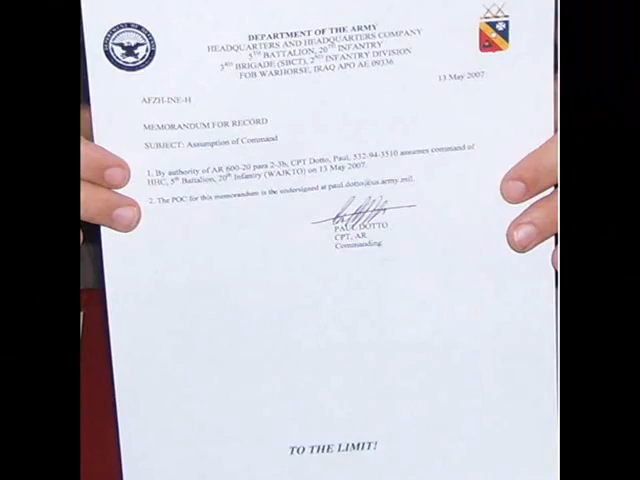 DEPARTMENT OF THE ARMY
HEADQUARTERS AND HEADQUARTERS COMPANY
5TH BATTALION, 20TH INFANTRY
3RD BRIGADE (SBCT), 2ND INFANTRY DIVISION
FOB WARHORSE, IRAQ APO AE 09336
13 May 2007
AFZH-INE-H
MEMORANDUM FOR RECORD
SUBJECT: Assumption of Command
1. By authority of AR 600-20 para 2-3b, CPT Dotto, Paul, [SSN omitted] assumes command of
HHC, 5th Battalion, 20th Infantry (WAJKTO) on 13 May 2007.
2. The POC for this memorandum is the undersigned at paul.dotto@us.army.mil.
PAUL DOTTO
CPT, AR
Commanding
TO THE LIMIT!